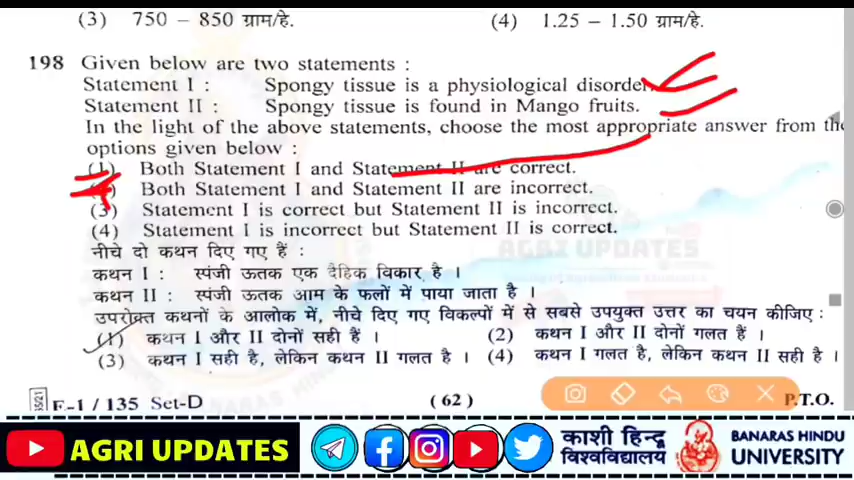 (3) 750 – 850 ग्राम/हे. (4) 1.25 – 1.50 ग्राम/हे.
198 Given below are two statements :
Statement I : Spongy tissue is a physiological disorder.
Statement II : Spongy tissue is found in Mango fruits.
In the light of the above statements, choose the most appropriate answer from the
options given below :
(1) Both Statement I and Statement II are correct.
Both Statement I and Statement II are incorrect.
(3) Statement I is correct but Statement II is incorrect.
(4) Statement I is incorrect but Statement II is correct.
नीचे दो कथन दिए गए हैं :
कथन I : स्पंजी ऊतक एक दैहिक विकार है ।
कथन II : स्पंजी ऊतक आम के फलों में पाया जाता है ।
उपरोक्त कथनों के आलोक में, नीचे दिए गए विकल्पों में से सबसे उपयुक्त उत्तर का चयन कीजिए :
(1) कथन I और II दोनों सही हैं । (2) कथन I और II दोनों गलत हैं ।
(3) कथन I सही है, लेकिन कथन II गलत है । (4) कथन I गलत है, लेकिन कथन II सही है ।
E-1 / 135 Set-D (62) P.T.O.
AGRI UPDATES
AGRI UPDATES
काशी हिन्दू
विश्वविद्यालय
BANARAS HINDU
UNIVERSITY